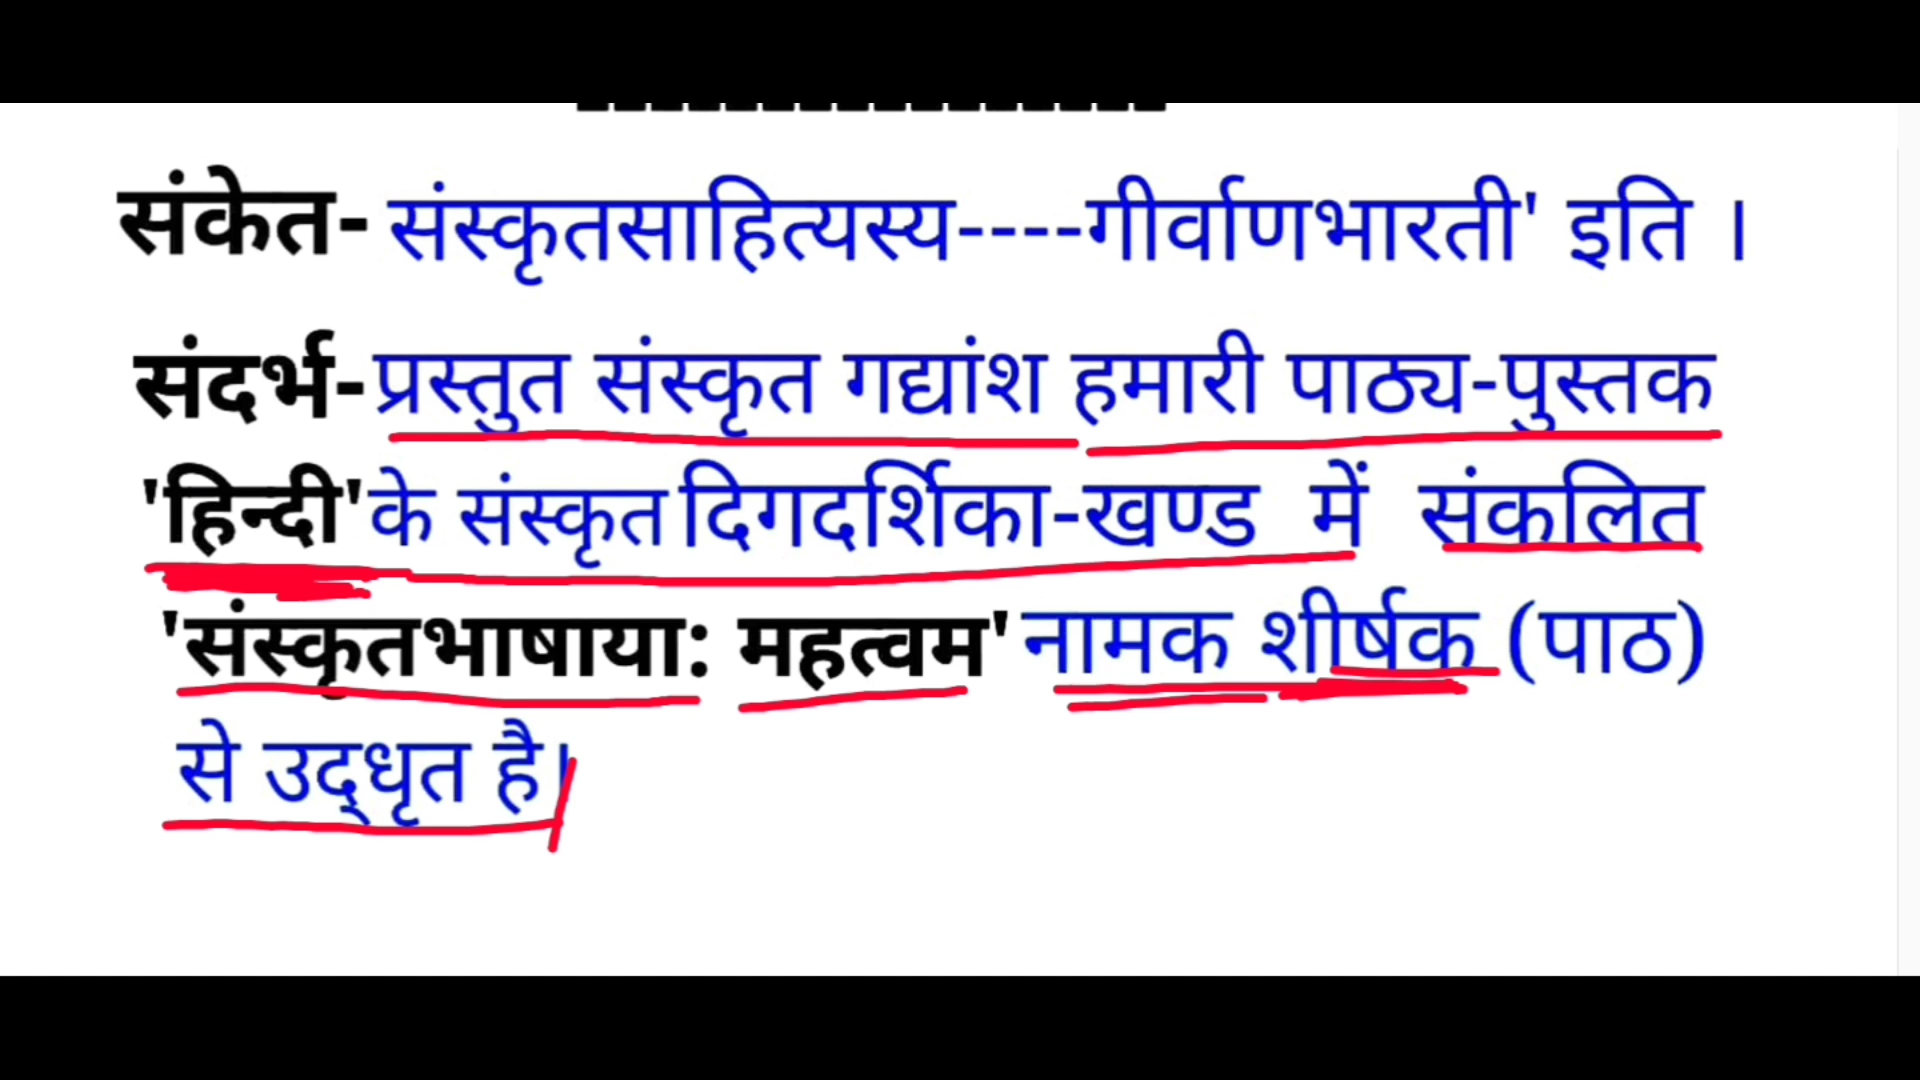 संकेत- संस्कृतसाहित्यस्य----गीर्वाणभारती' इति ।
संदर्भ-प्रस्तुत संस्कृत गद्यांश हमारी पाठ्य-पुस्तक
'हिन्दी'के संस्कृत दिगदर्शिका-खण्ड में संकलित
'संस्कृतभाषाया: महत्वम' नामक शीर्षक (पाठ)
से उद्धृत है।